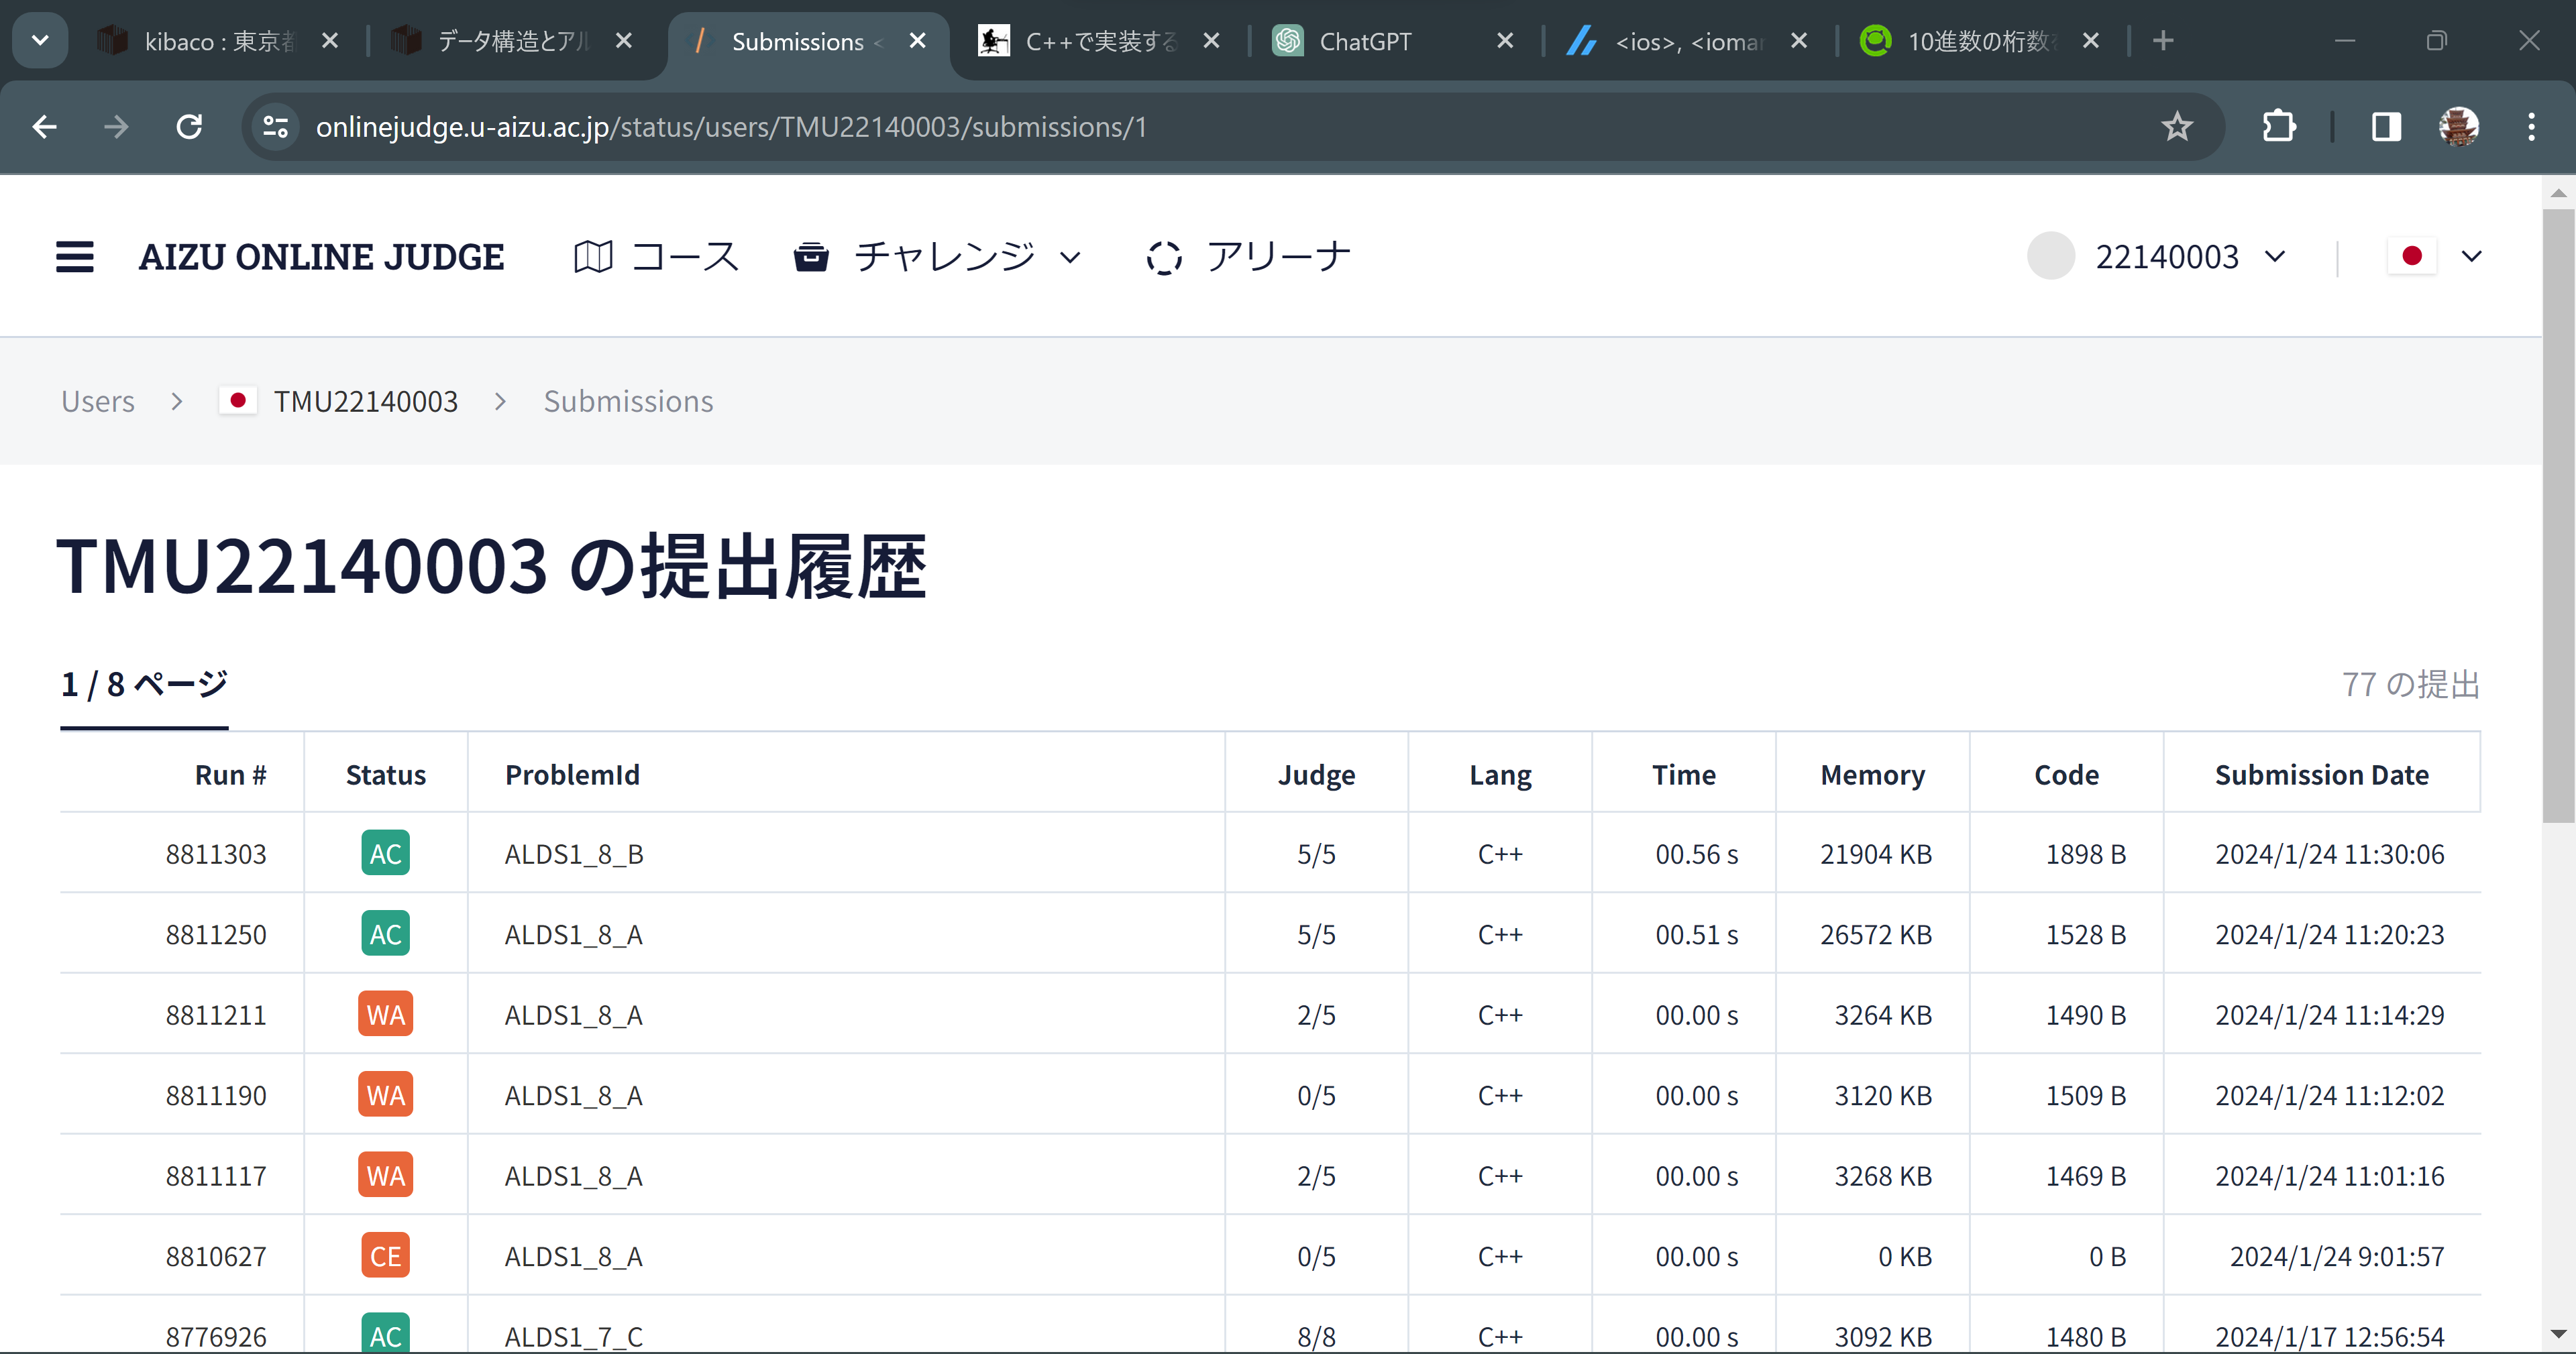 kibaco : 東京都
データ構造とアル
Submissions <
C++で実装する
ChatGPT
<ios>, <ioman
10進数の桁数を
onlinejudge.u-aizu.ac.jp/status/users/TMU22140003/submissions/1
AIZU ONLINE JUDGE コース チャレンジ アリーナ 22140003
Users > TMU22140003 > Submissions
TMU22140003 の提出履歴
1 / 8 ページ 77 の提出
Run # Status ProblemId Judge Lang Time Memory Code Submission Date
8811303 AC ALDS1_8_B 5/5 C++ 00.56 s 21904 KB 1898 B 2024/1/24 11:30:06
8811250 AC ALDS1_8_A 5/5 C++ 00.51 s 26572 KB 1528 B 2024/1/24 11:20:23
8811211 WA ALDS1_8_A 2/5 C++ 00.00 s 3264 KB 1490 B 2024/1/24 11:14:29
8811190 WA ALDS1_8_A 0/5 C++ 00.00 s 3120 KB 1509 B 2024/1/24 11:12:02
8811117 WA ALDS1_8_A 2/5 C++ 00.00 s 3268 KB 1469 B 2024/1/24 11:01:16
8810627 CE ALDS1_8_A 0/5 C++ 00.00 s 0 KB 0 B 2024/1/24 9:01:57
8776926 AC ALDS1_7_C 8/8 C++ 00.00 s 3092 KB 1480 B 2024/1/17 12:56:54